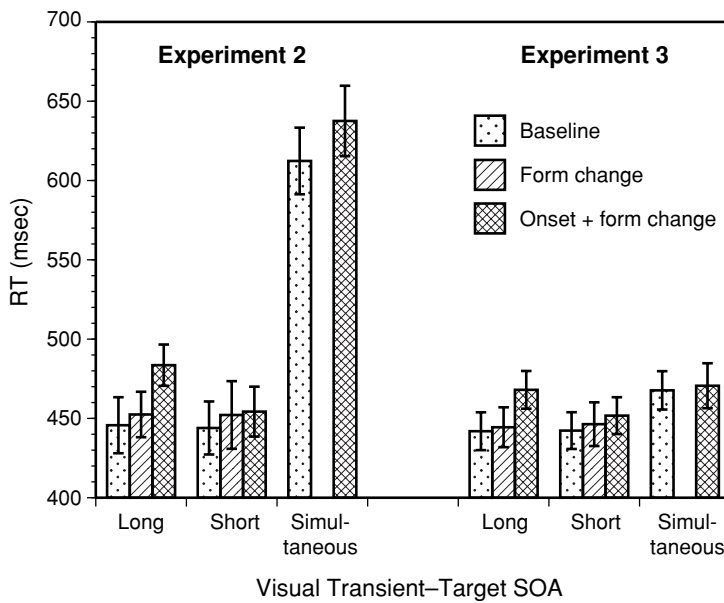 700
Experiment 2
Experiment 3
650
Baseline
600
Form change
Onset + form change
550
RT (msec)
500
450
400
Long
Short
Simul-
taneous
Long
Short
Simul-
taneous
Visual Transient–Target SOA